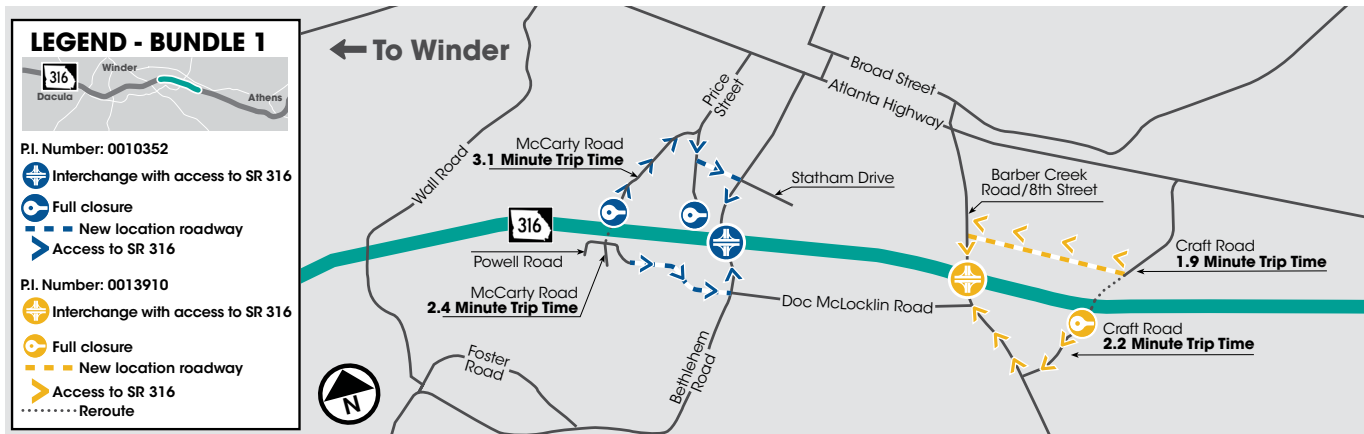 LEGEND - BUNDLE 1
Winder
316
Dacula
Athens
P.I. Number: 0010352
Interchange with access to SR 316
Full closure
New location roadway
Access to SR 316
P.I. Number: 0013910
Interchange with access to SR 316
Full closure
New location roadway
Access to SR 316
Reroute
To Winder
Wall Road
McCarty Road
3.1 Minute Trip Time
Price
Street
Broad Street
Atlanta Highway
Statham Drive
Barber Creek
Road/8th Street
316
Powell Road
McCarty Road
2.4 Minute Trip Time
Craft Road
1.9 Minute Trip Time
Doc McLocklin Road
Craft Road
2.2 Minute Trip Time
Foster
Road
Bethlehem
Road
N